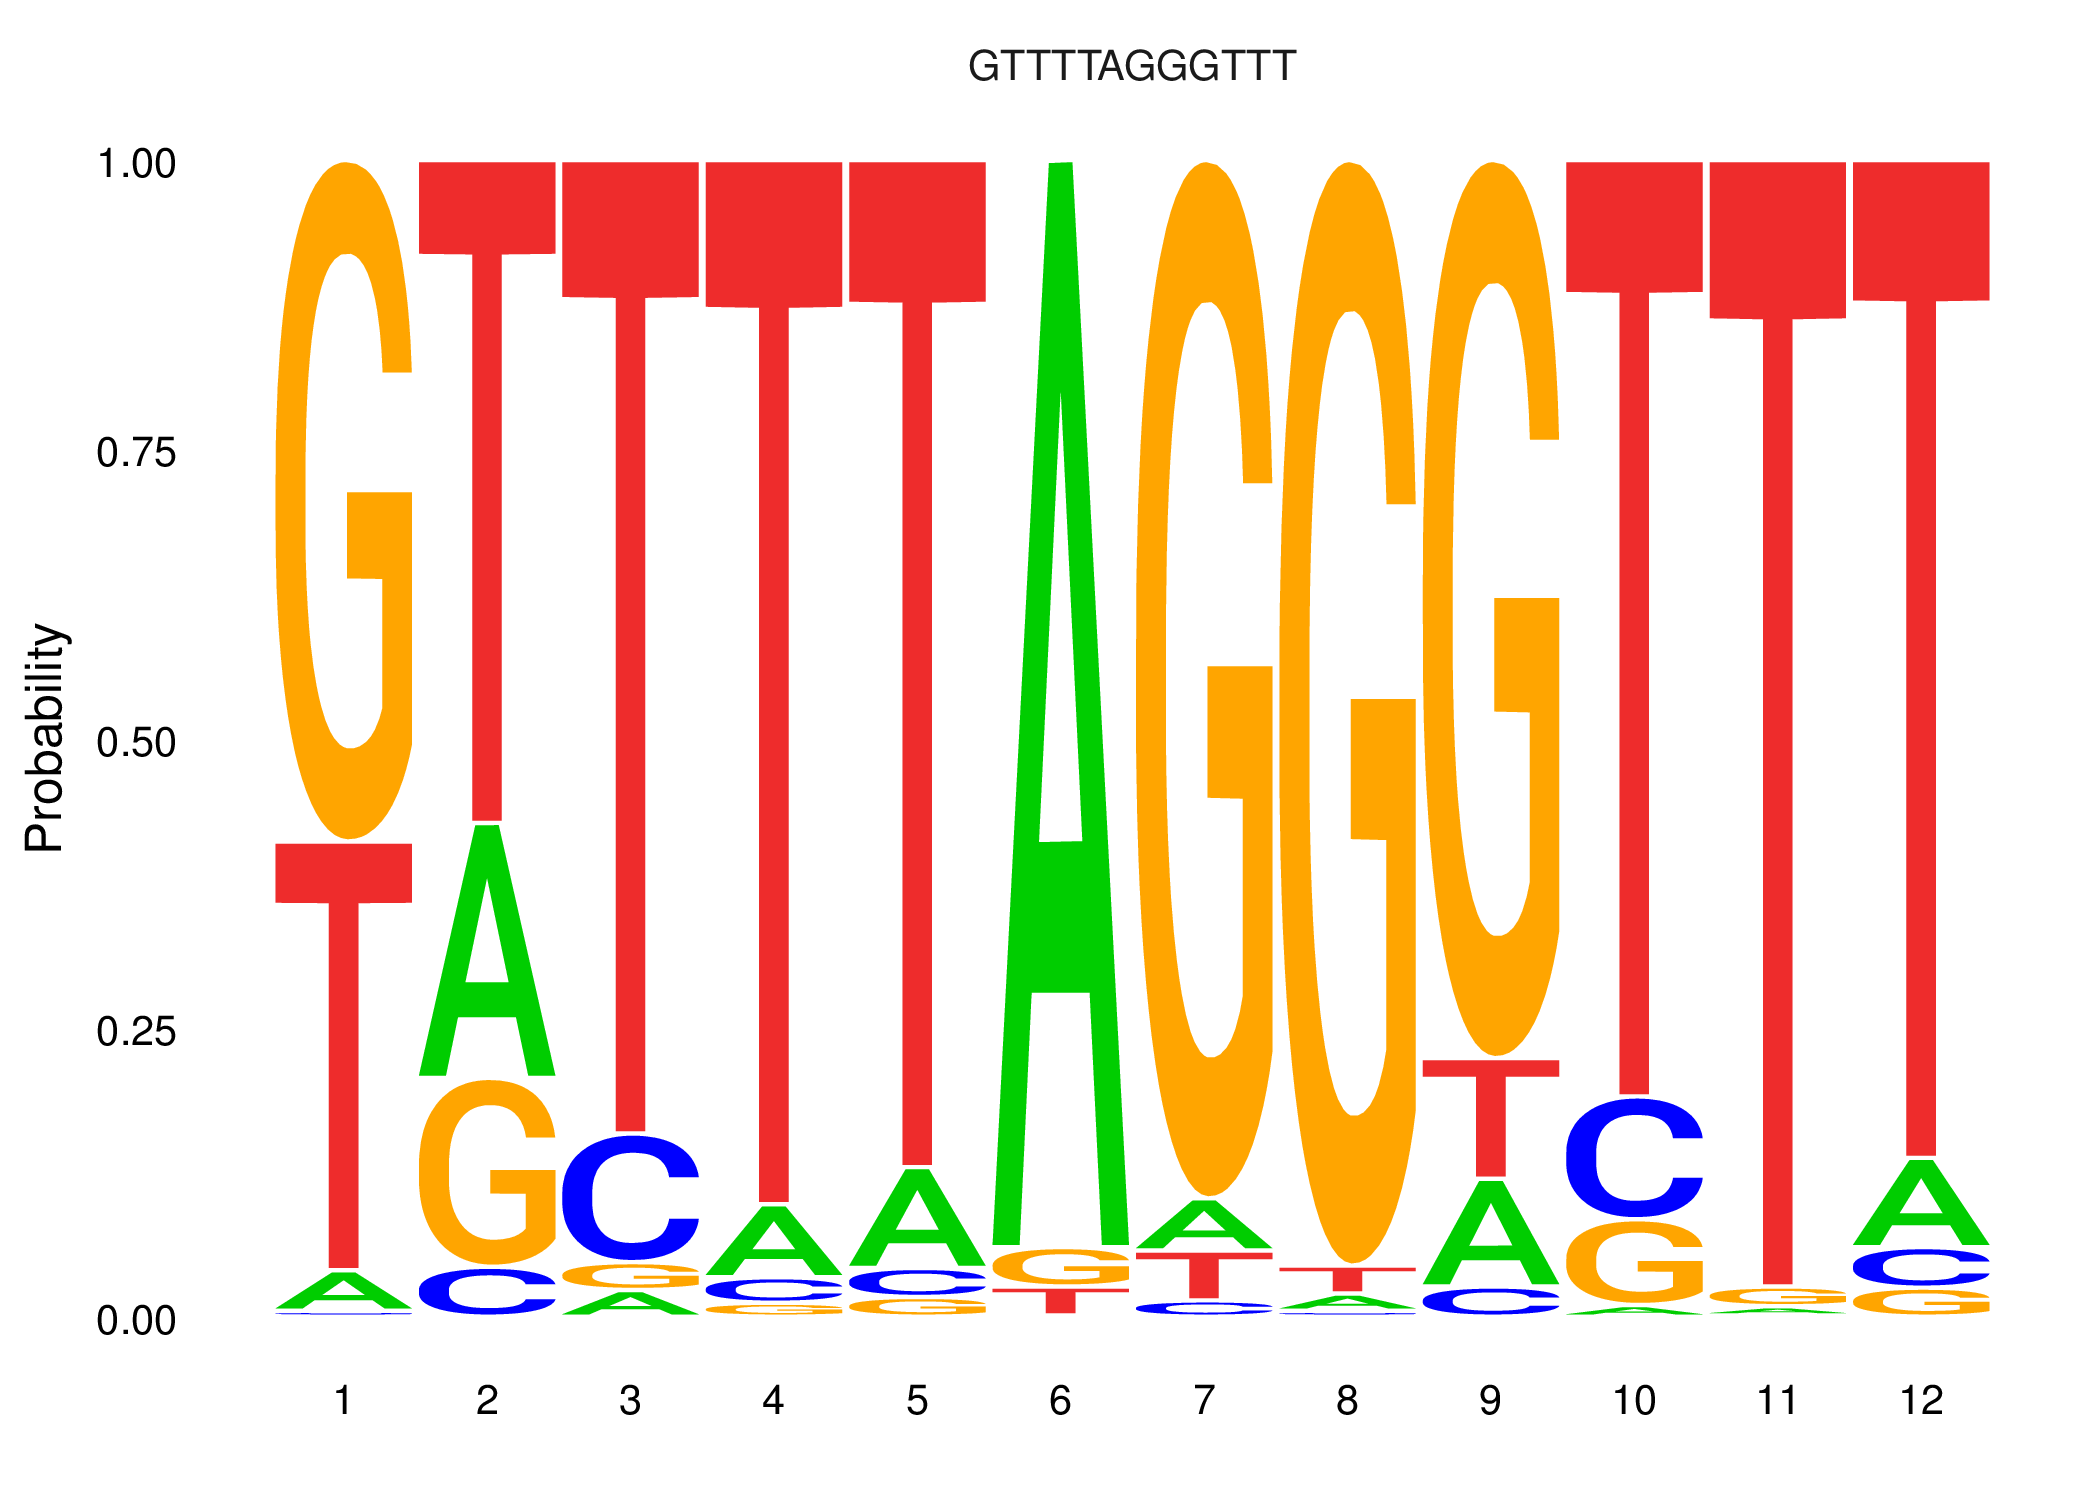 GTTTTAGGGTTT
1.00
0.75
0.50
0.25
0.00
Probability
G T T T T A G G G T T T
T A C A A G A T T C G A
A G G C C T T A A G A C
C A G G C C A G
1 2 3 4 5 6 7 8 9 10 11 12